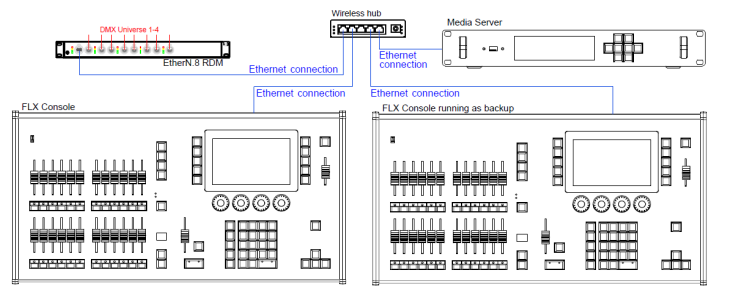 Wireless hub
DMX Universe 1-4
Media Server
EtherN.8 RDM
Ethernet connection
Ethernet
connection
Ethernet connection
Ethernet connection
FLX Console
FLX Console running as backup